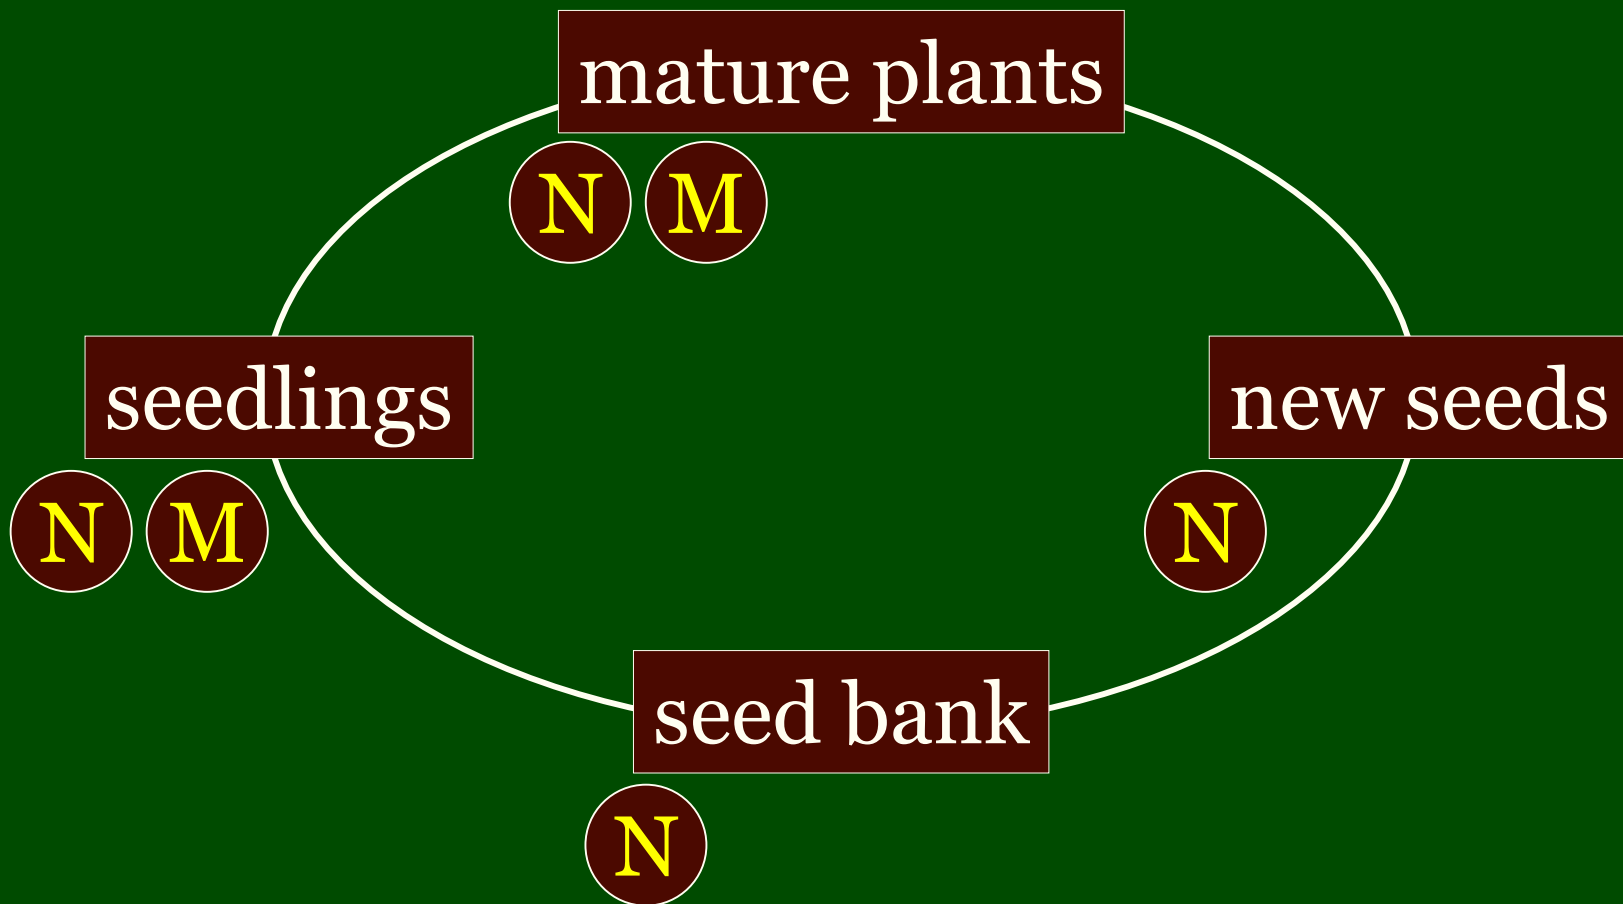 mature plants
N M
seedlings
new seeds
N M
N
seed bank
N